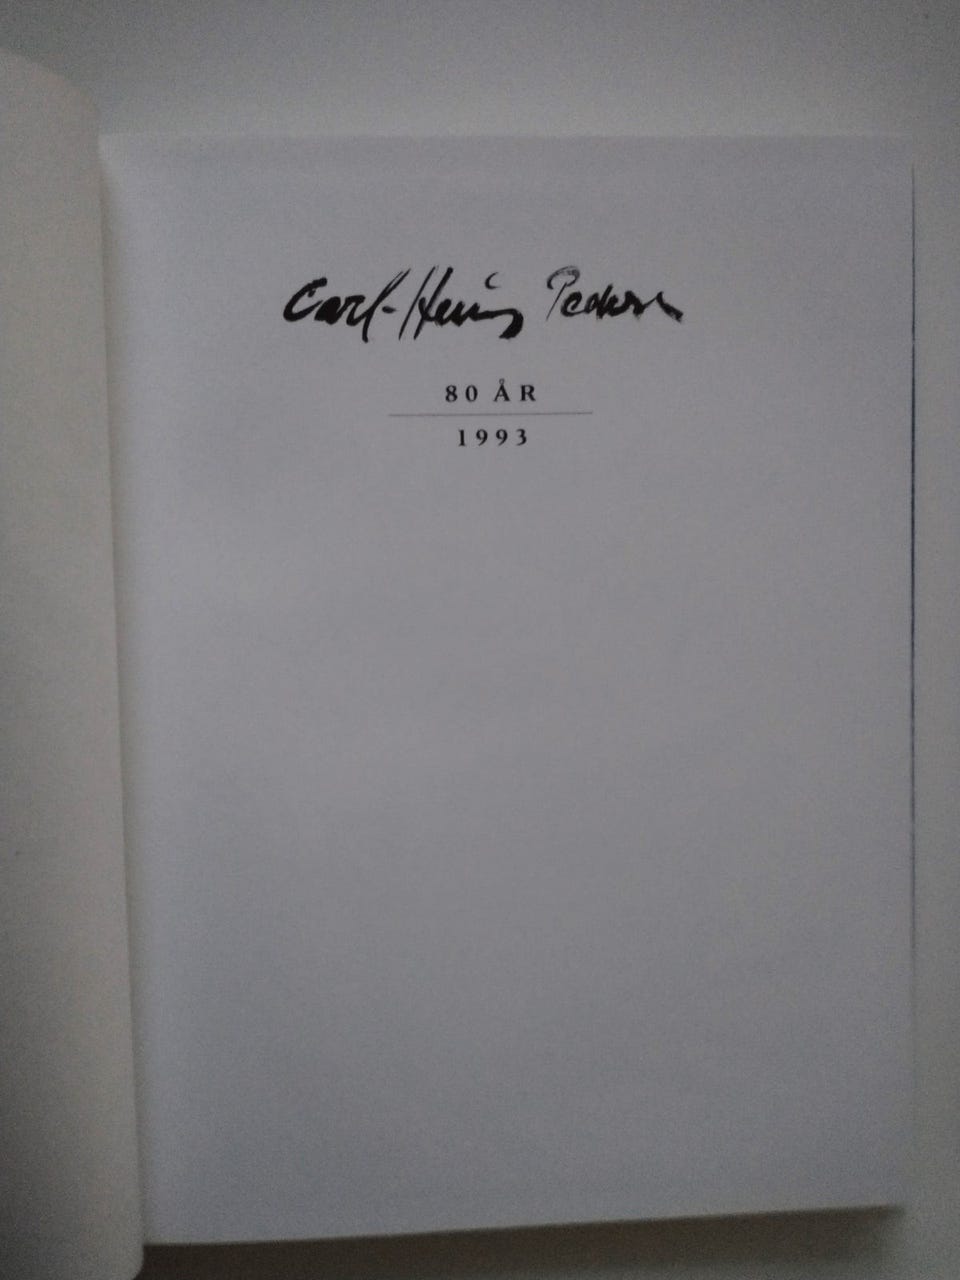 Carl-Henning Pedersen
80 ÅR
1993